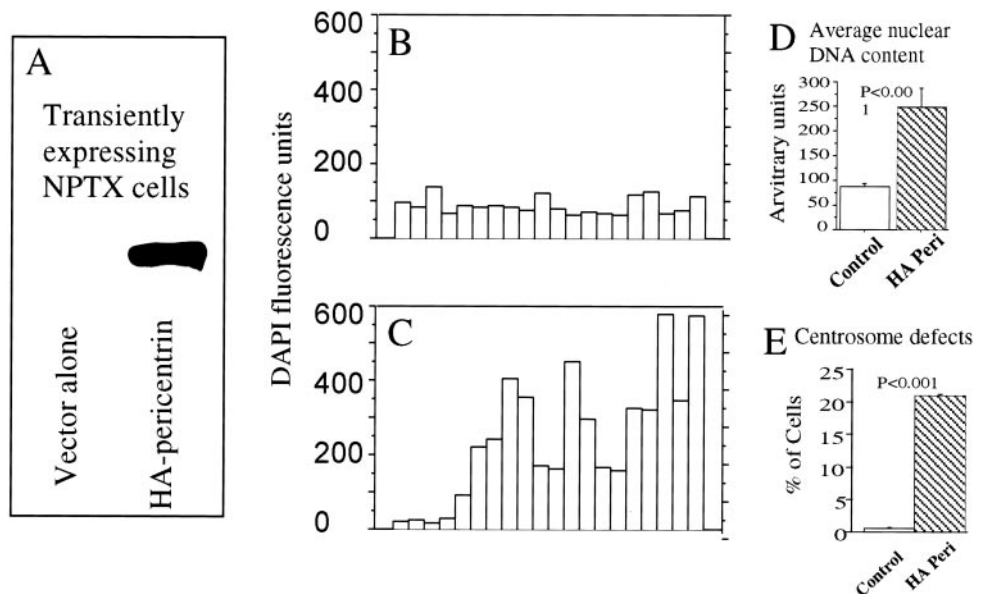 A
Transiently
expressing
NPTX cells
Vector alone
HA-pericentrin
DAPI fluorescence units
B
600
400
200
0
C
600
400
200
0
D Average nuclear
DNA content
Arvitrary units
300
250
200
150
100
50
0
P<0.00
1
Control
HA Peri
E Centrosome defects
% of Cells
25
20
15
10
5
0
P<0.001
Control
HA Peri